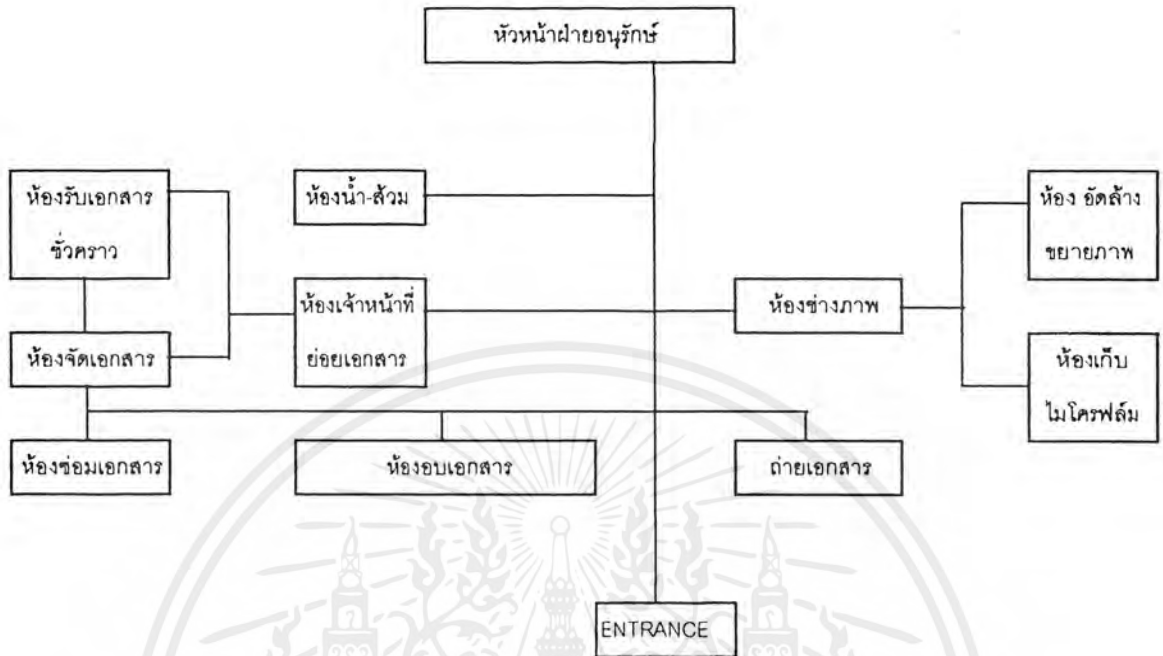 หัวหน้าฝ่ายอนุรักษ์
ห้องรับเอกสาร
ชั่วคราว
ห้องน้ำ-ส้วม
ห้อง อัดล้าง
ขยายภาพ
ห้องเจ้าหน้าที่
ย่อยเอกสาร
ห้องช่างภาพ
ห้องจัดเอกสาร
ห้องเก็บ
ไมโครฟล์ม
ห้องซ่อมเอกสาร
ห้องอบเอกสาร
ถ่ายเอกสาร
ENTRANCE